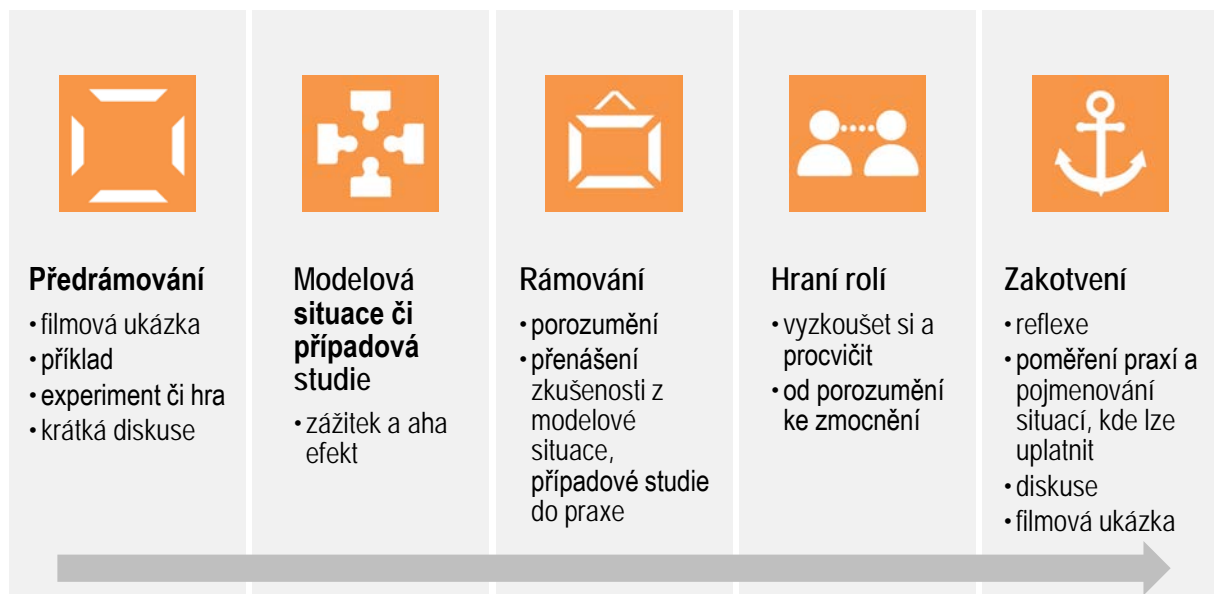 Předrámování
• filmová ukázka
• příklad
• experiment či hra
• krátká diskuse
Modelová
situace či
případová
studie
• zážitek a aha
efekt
Rámování
• porozumění
• přenášení
zkušenosti z
modelové
situace,
případové studie
do praxe
Hraní rolí
• vyzkoušet si a
procvičit
• od porozumění
ke zmocnění
Zakotvení
• reflexe
• poměření praxí a
pojmenování
situací, kde lze
uplatnit
• diskuse
• filmová ukázka